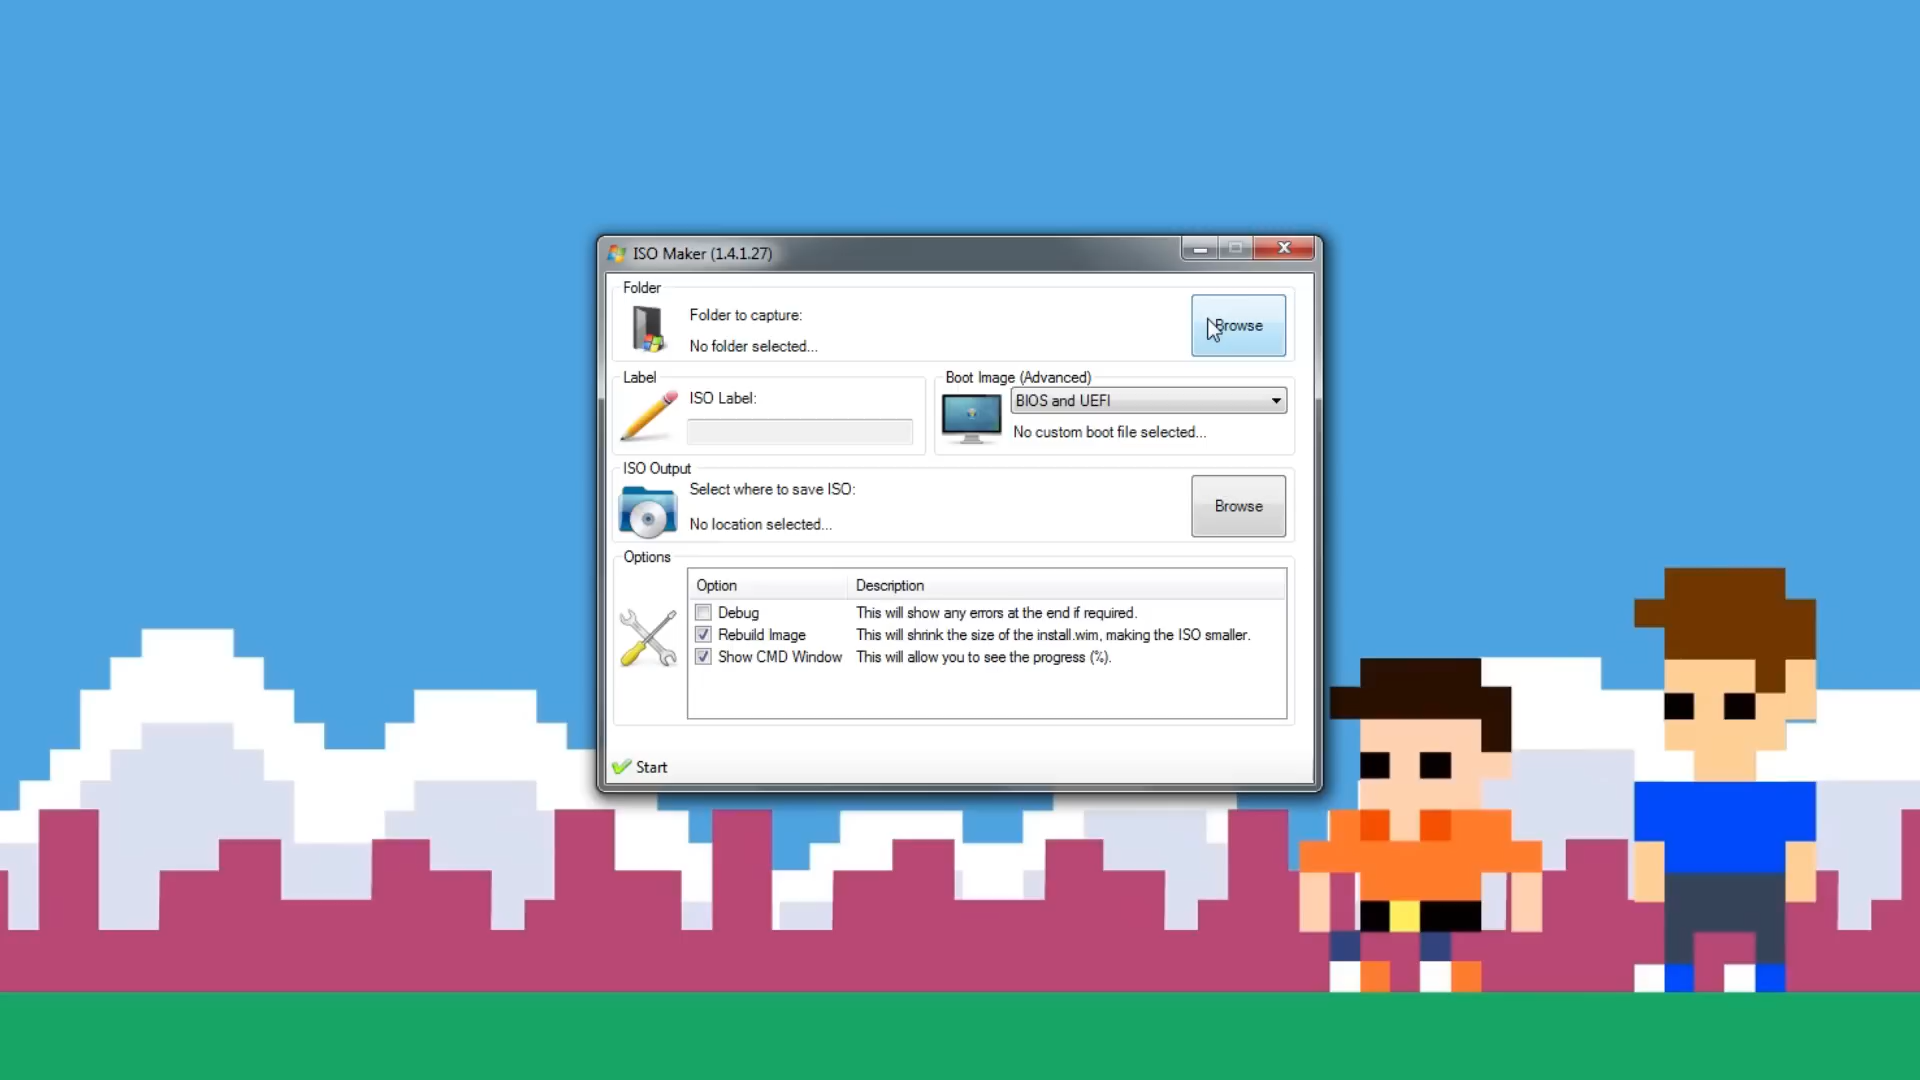 ISO Maker (1.4.1.27)
Folder
Folder to capture:
No folder selected...
Browse
Label
ISO Label:
Boot Image (Advanced)
BIOS and UEFI
No custom boot file selected...
ISO Output
Select where to save ISO:
No location selected...
Browse
Options
Option Description
Debug This will show any errors at the end if required.
Rebuild Image This will shrink the size of the install.wim, making the ISO smaller.
Show CMD Window This will allow you to see the progress (%).
Start